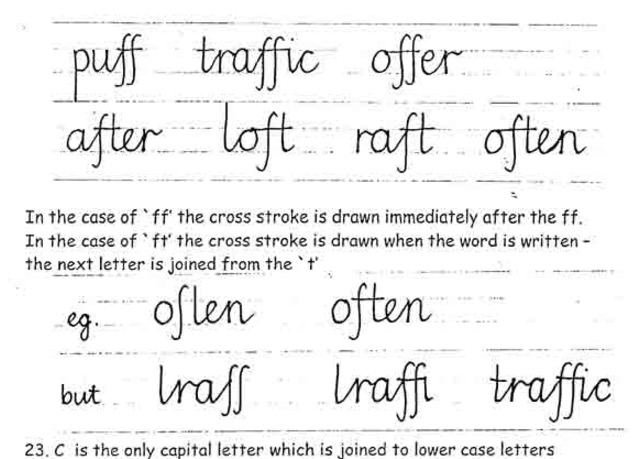 puff traffic offer
after loft raft often
In the case of `ff' the cross stroke is drawn immediately after the ff.
In the case of `ft' the cross stroke is drawn when the word is written -
the next letter is joined from the `t'
eg. often often
but traff traffi traffic
23. C is the only capital letter which is joined to lower case letters